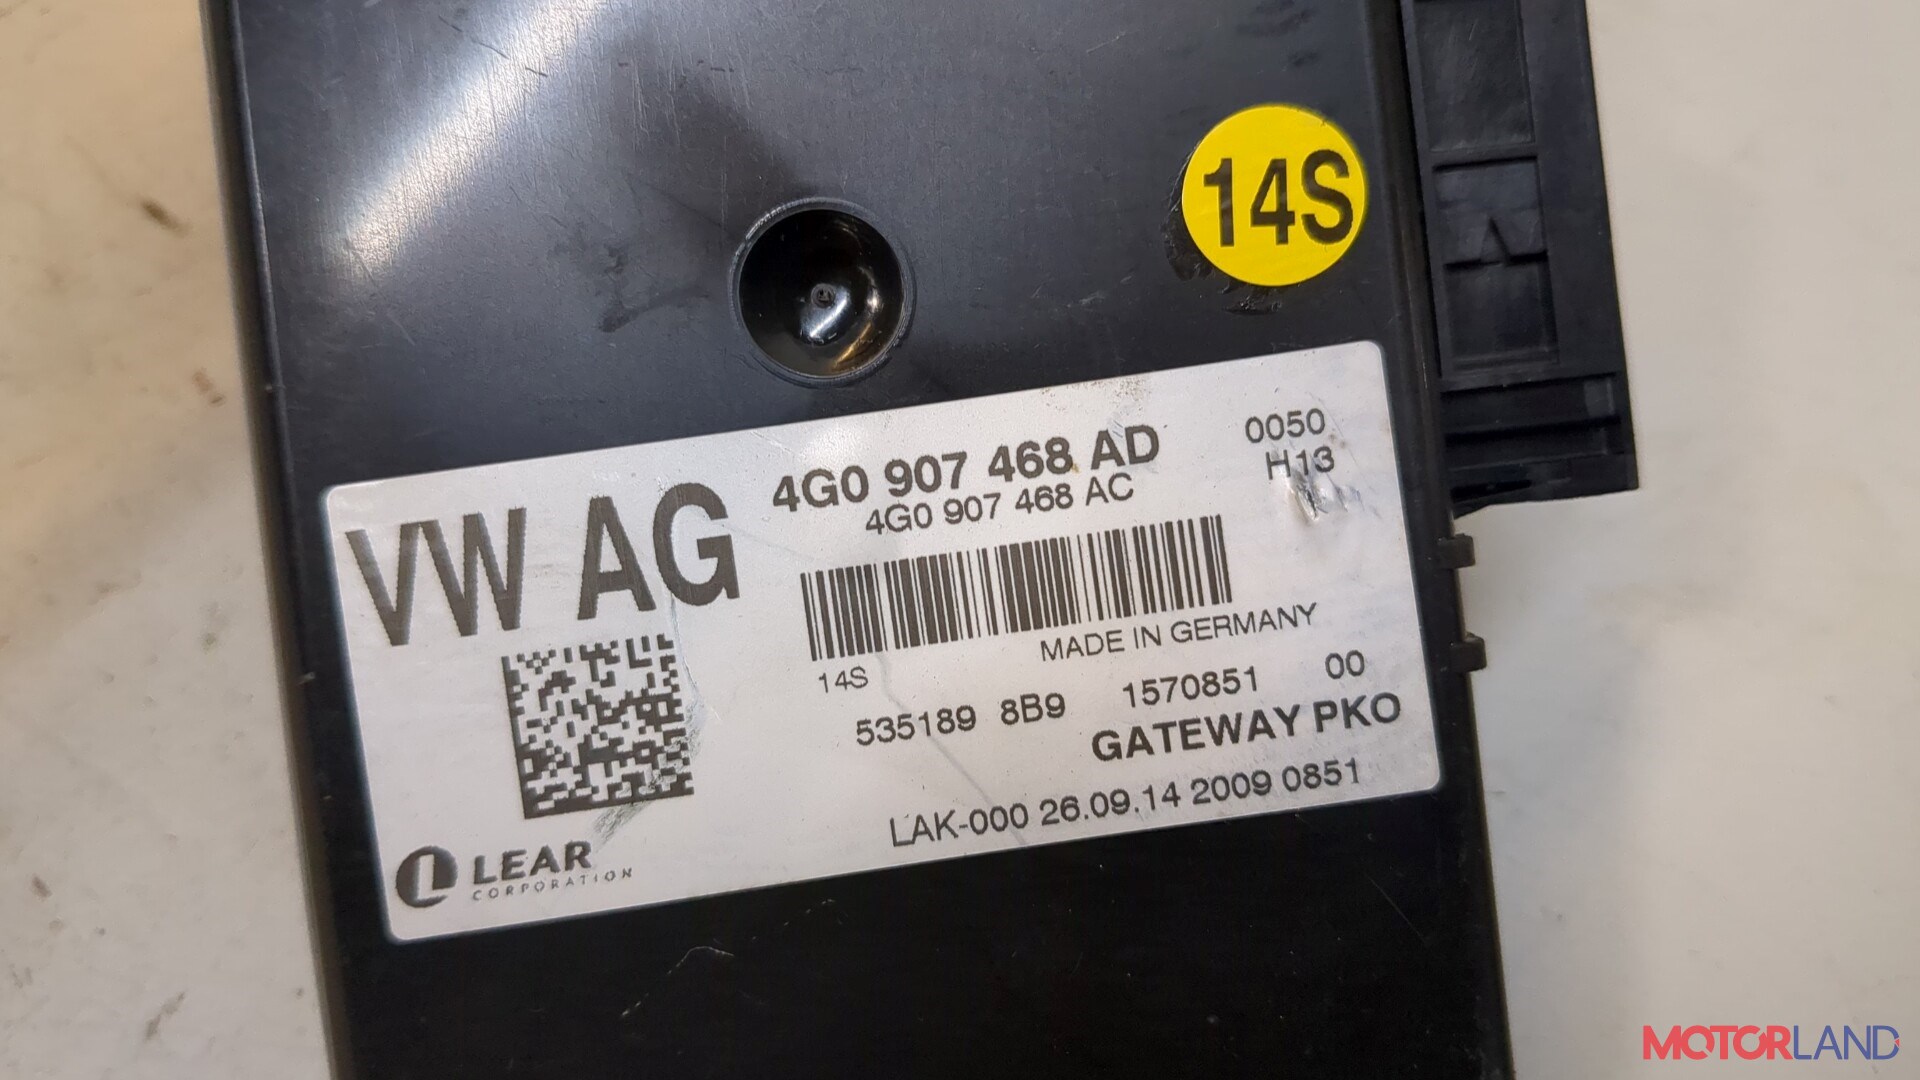 14S
VW AG
4G0 907 468 AD
4G0 907 468 AC
0050
H13
14S
MADE IN GERMANY
535189 8B9 1570851 00
GATEWAY PKO
LAK-000 26.09.14 2009 0851
LEAR
CORPORATION
MOTORLAND